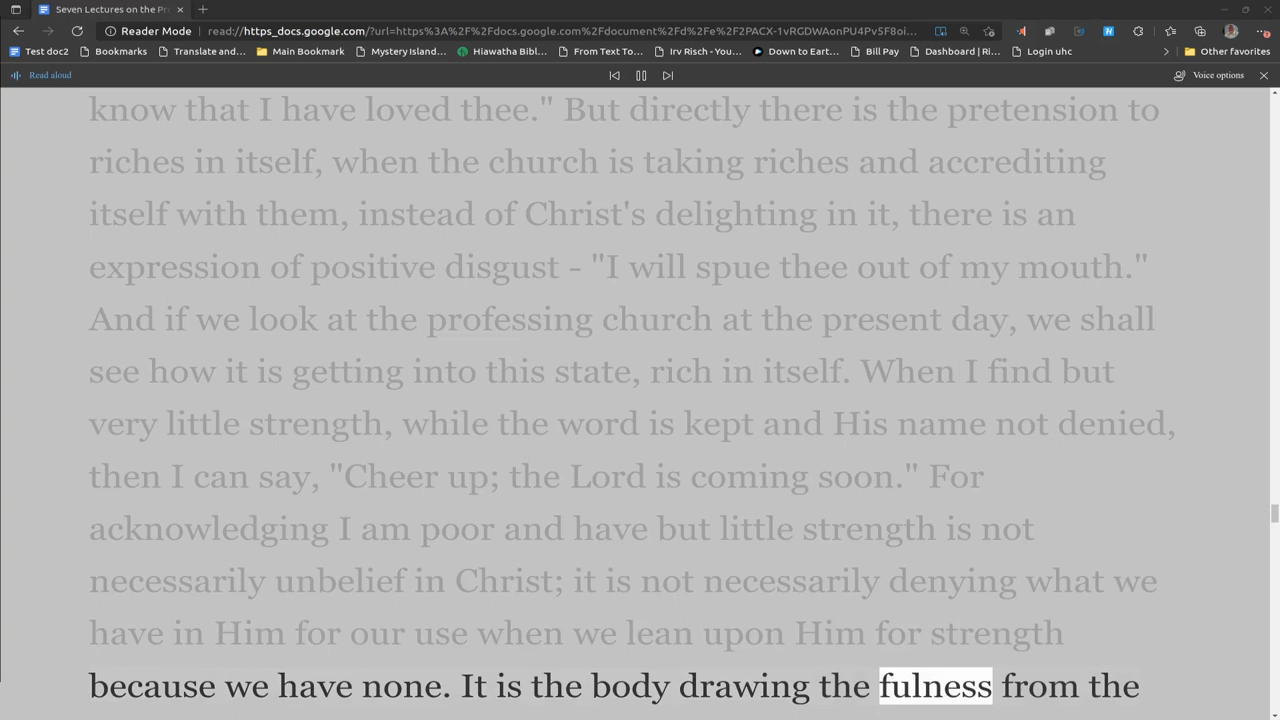 Seven Lectures on the Pr
Reader Mode
read://https_docs.google.com/?url=https%3A%2F%2Fdocs.google.com%2Fdocument%2Fd%2Fe%2F2PACX-1vRGDWAonPU4Pv5F8oi...
Test doc2
Bookmarks
Translate and...
Main Bookmark
Mystery Island...
Hiawatha Bibl...
From Text To...
Irv Risch - You...
Down to Eart...
Bill Pay
Dashboard | Ri...
Login uhc
Other favorites
Read aloud
Voice options
know that I have loved thee." But directly there is the pretension to
riches in itself, when the church is taking riches and accrediting
itself with them, instead of Christ's delighting in it, there is an
expression of positive disgust - "I will spue thee out of my mouth."
And if we look at the professing church at the present day, we shall
see how it is getting into this state, rich in itself. When I find but
very little strength, while the word is kept and His name not denied,
then I can say, "Cheer up; the Lord is coming soon." For
acknowledging I am poor and have but little strength is not
necessarily unbelief in Christ; it is not necessarily denying what we
have in Him for our use when we lean upon Him for strength
because we have none. It is the body drawing the fulness from the